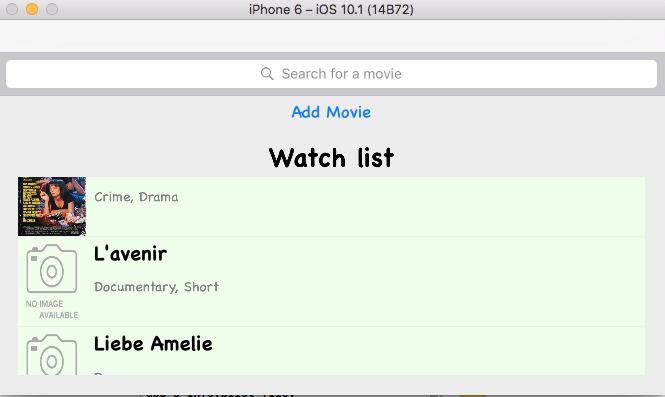 iPhone 6 – iOS 10.1 (14B72)
Search for a movie
Add Movie
Watch list
Crime, Drama
L'avenir
NO IMAGE
AVAILABLE
Documentary, Short
Liebe Amelie